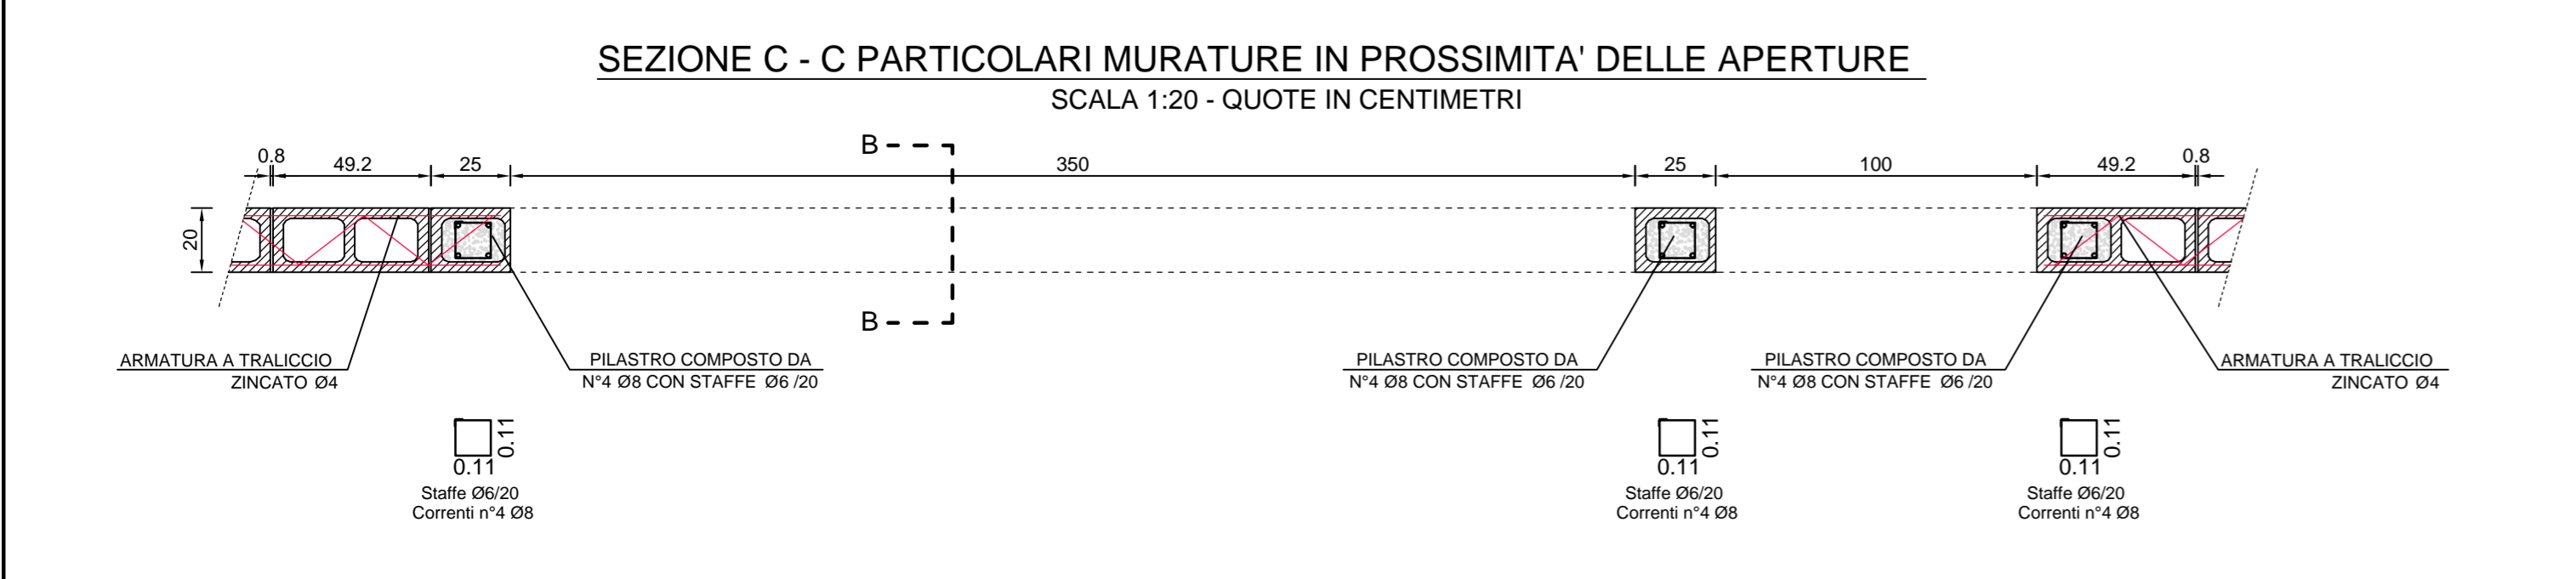 SEZIONE C - C PARTICOLARI MURATURE IN PROSSIMITA' DELLE APERTURE
SCALA 1:20 - QUOTE IN CENTIMETRI
B
0.8
49.2
25
350
25
100
49.2
0.8
20
B
ARMATURA A TRALICCIO
ZINCATO Ø4
PILASTRO COMPOSTO DA
N°4 Ø8 CON STAFFE Ø6 /20
PILASTRO COMPOSTO DA
N°4 Ø8 CON STAFFE Ø6 /20
PILASTRO COMPOSTO DA
N°4 Ø8 CON STAFFE Ø6 /20
ARMATURA A TRALICCIO
ZINCATO Ø4
0.11
0.11
Staffe Ø6/20
Correnti n°4 Ø8
0.11
0.11
Staffe Ø6/20
Correnti n°4 Ø8
0.11
0.11
Staffe Ø6/20
Correnti n°4 Ø8